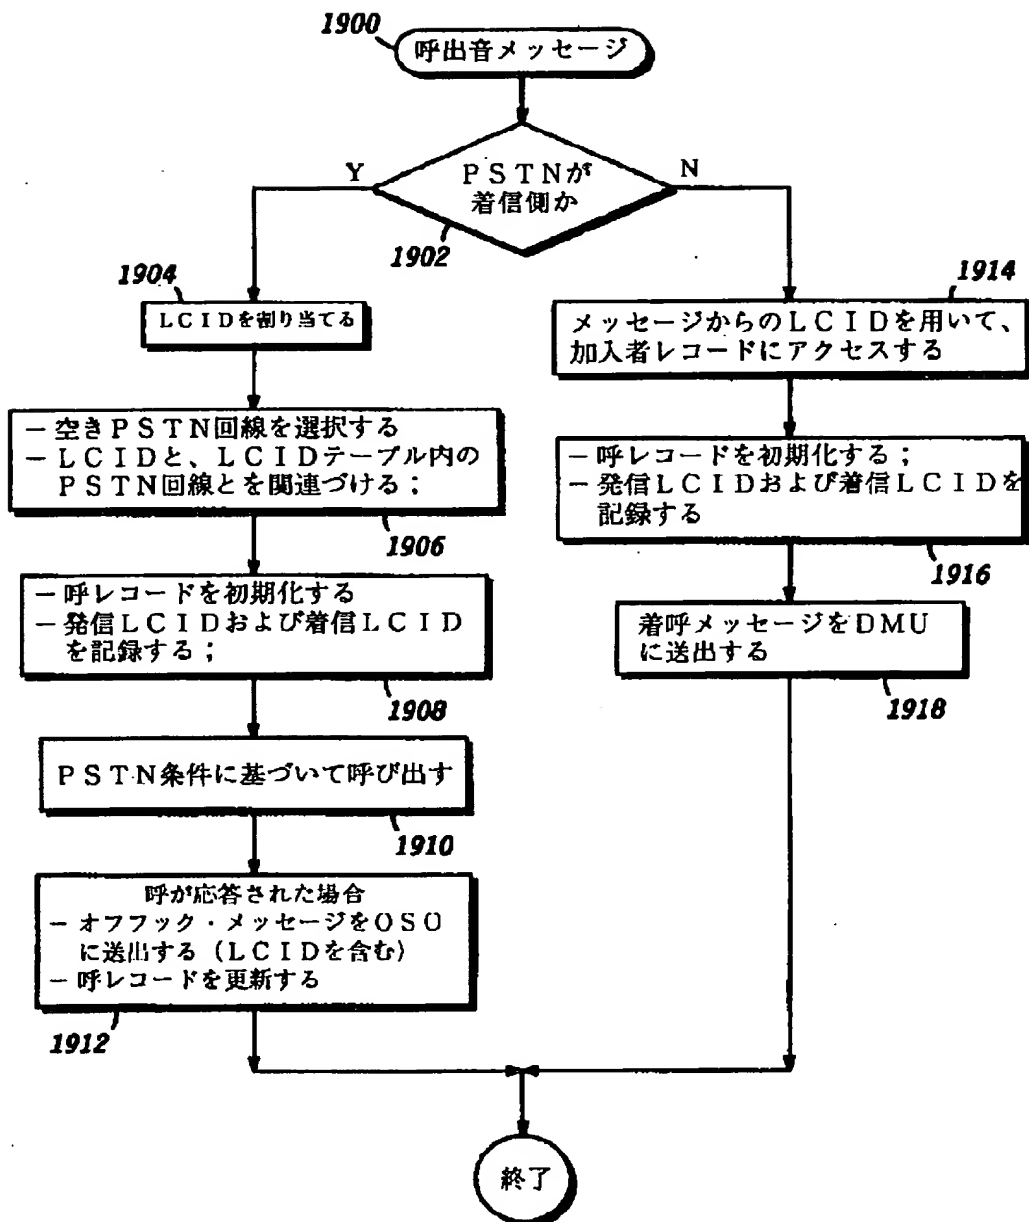 1900
呼出音メッセージ
PSTNが
着信側か
Y
N
1902
1904
LCIDを割り当てる
－空きPSTN回線を選択する
－LCIDと、LCIDテーブル内の
PSTN回線とを関連づける；
1906
－呼レコードを初期化する
－発信LCIDおよび着信LCID
を記録する；
1908
PSTN条件に基づいて呼び出す
1910
呼が応答された場合
－オフフック・メッセージをOSO
に送出する（LCIDを含む）
－呼レコードを更新する
1912
1914
メッセージからのLCIDを用いて、
加入者レコードにアクセスする
－呼レコードを初期化する；
－発信LCIDおよび着信LCIDを
記録する
1916
着呼メッセージをDMU
に送出する
1918
終了